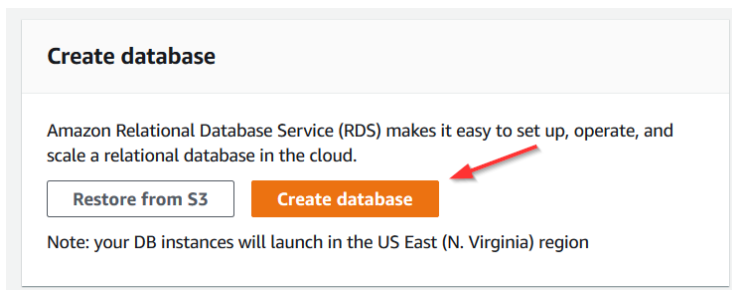 Create database
Amazon Relational Database Service (RDS) makes it easy to set up, operate, and
scale a relational database in the cloud.
Restore from S3 Create database
Note: your DB instances will launch in the US East (N. Virginia) region